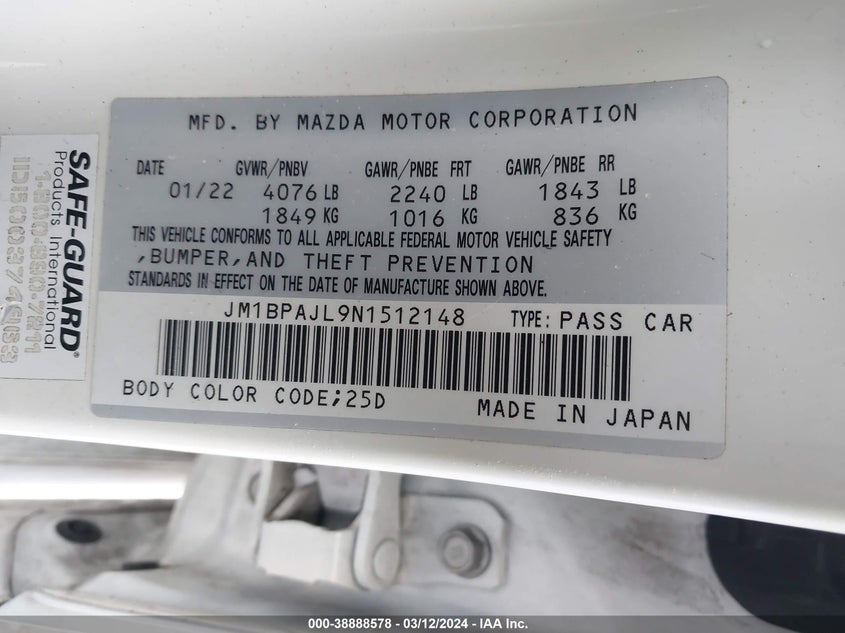 MFD. BY MAZDA MOTOR CORPORATION
DATE GVWR/PNBV GAWR/PNBE FRT GAWR/PNBE RR
01/22 4076 LB 2240 LB 1843 LB
1849 KG 1016 KG 836 KG
THIS VEHICLE CONFORMS TO ALL APPLICABLE FEDERAL MOTOR VEHICLE SAFETY
,BUMPER,AND THEFT PREVENTION
STANDARDS IN EFFECT ON THE DATE OF MANUFACTURE SHOWN ABOVE.
JM1BPAJL9N1512148 TYPE: PASS CAR
BODY COLOR CODE;25D
MADE IN JAPAN
SAFE-GUARD
Products International
000-38888578 - 03/12/2024 - IAA Inc.